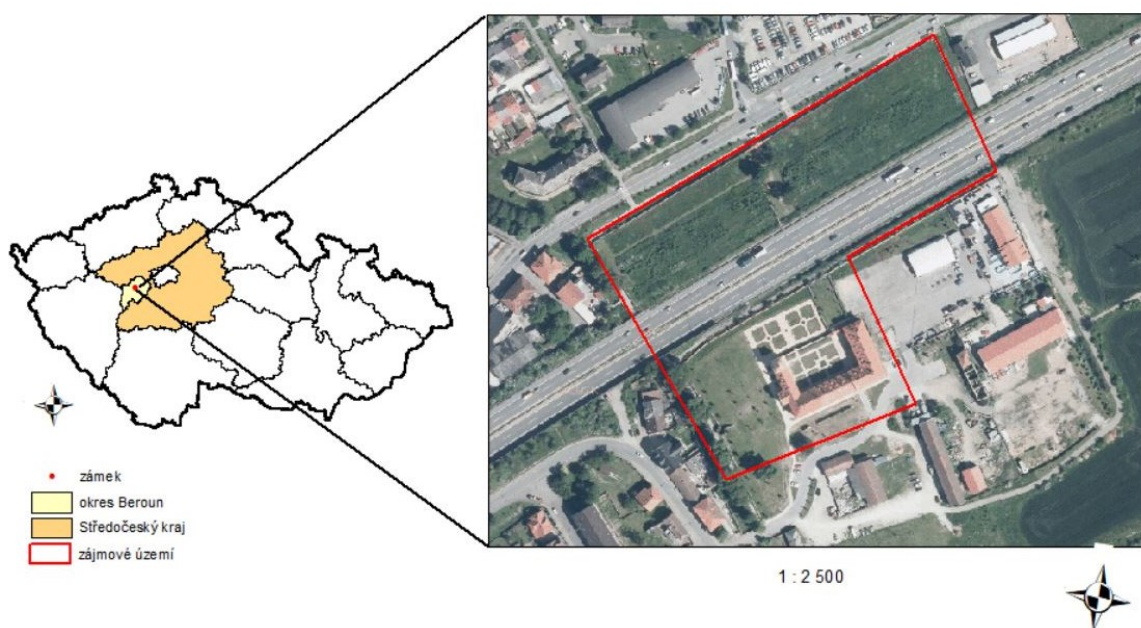 zámek
okres Beroun
Středočeský kraj
zájmové území
1 : 2 500